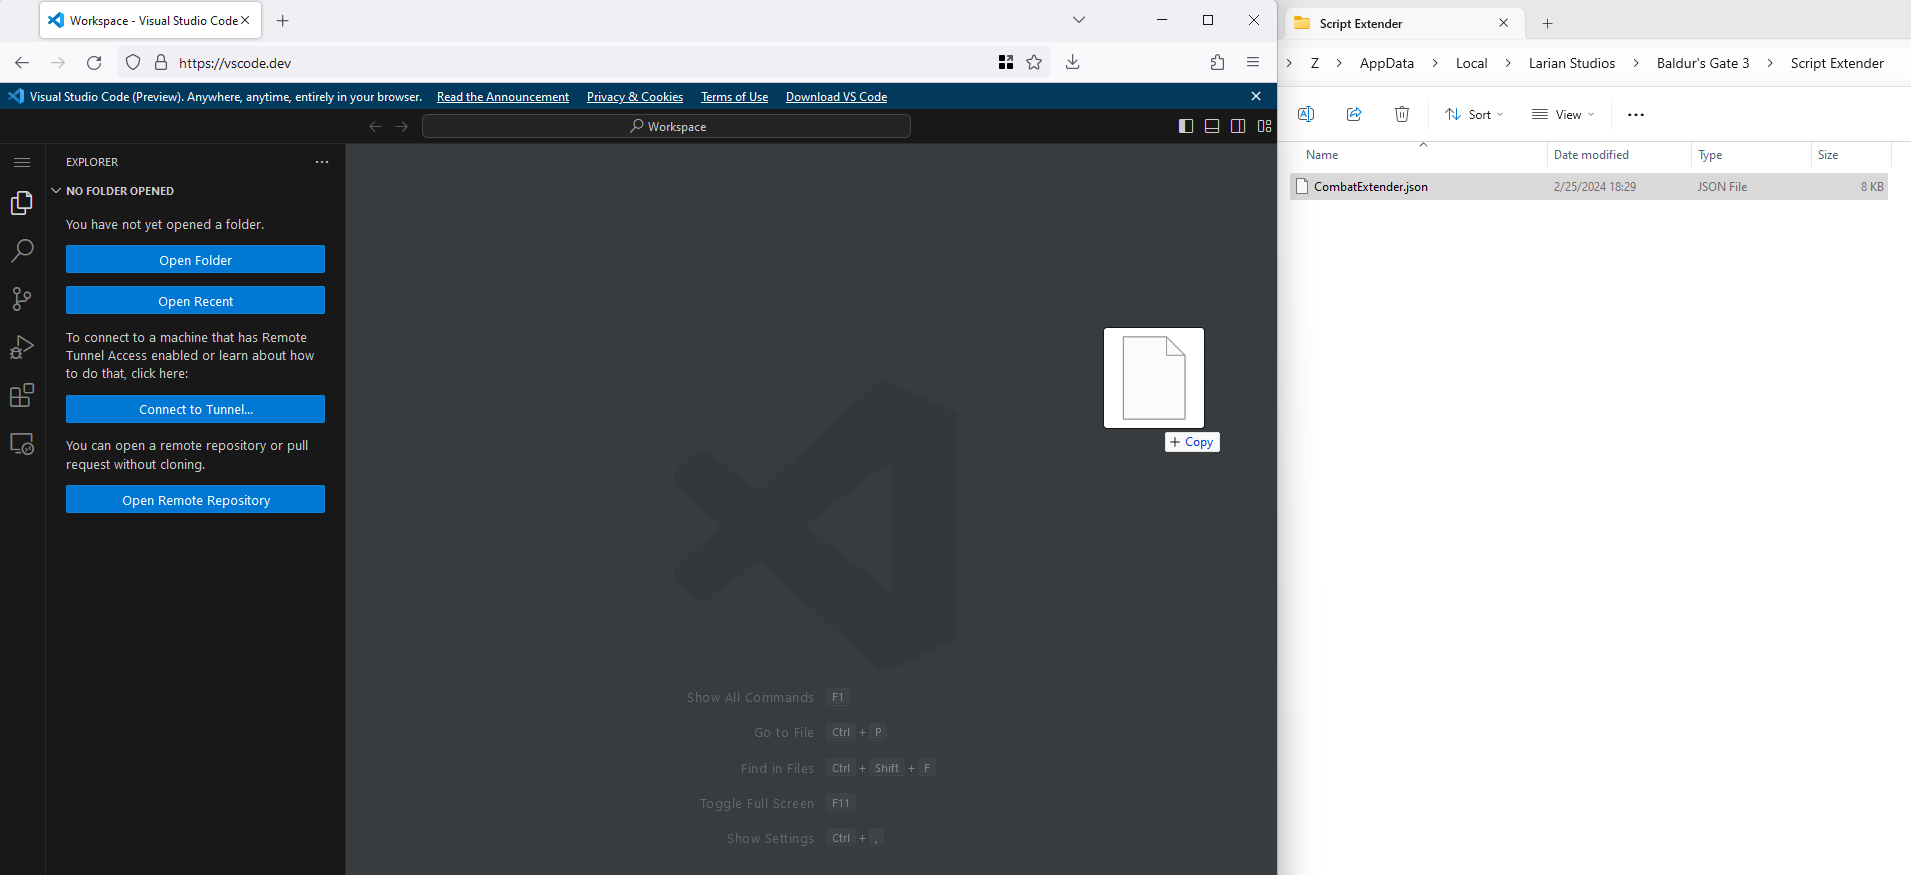 Workspace - Visual Studio Code
https://vscode.dev
Visual Studio Code (Preview). Anywhere, anytime, entirely in your browser. Read the Announcement Privacy & Cookies Terms of Use Download VS Code
Workspace
EXPLORER
NO FOLDER OPENED
You have not yet opened a folder.
Open Folder
Open Recent
To connect to a machine that has Remote
Tunnel Access enabled or learn about how
to do that, click here:
Connect to Tunnel...
You can open a remote repository or pull
request without cloning.
Open Remote Repository
+ Copy
Show All Commands F1
Go to File Ctrl + P
Find in Files Ctrl + Shift + F
Toggle Full Screen F11
Show Settings Ctrl + ,
Script Extender
Z > AppData > Local > Larian Studios > Baldur's Gate 3 > Script Extender
Sort View
Name Date modified Type Size
CombatExtender.json 2/25/2024 18:29 JSON File 8 KB